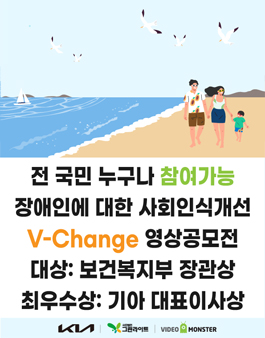 전 국민 누구나 참여가능
장애인에 대한 사회인식개선
V-Change 영상공모전
대상: 보건복지부 장관상
최우수상: 기아 대표이사상
KIA 그린라이트 VIDEO MONSTER